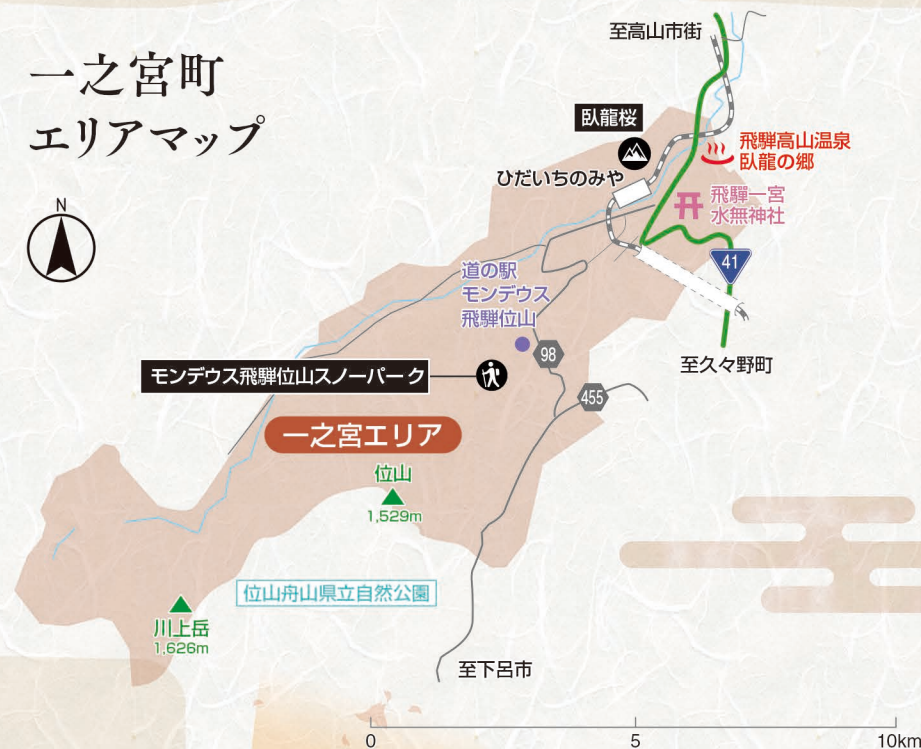 一之宮町
エリアマップ
N
至高山市街
臥龍桜
飛騨高山温泉
臥龍の郷
ひだいちのみや
飛驒一宮
水無神社
41
道の駅
モンデウス
飛騨位山
98
至久々野町
モンデウス飛騨位山スノーパーク
455
一之宮エリア
位山
1,529m
位山舟山県立自然公園
川上岳
1,626m
至下呂市
0 5 10km